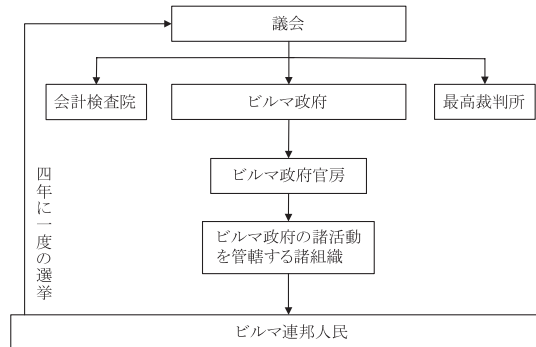 議会
会計検査院
ビルマ政府
最高裁判所
ビルマ政府官房
四年に一度の選挙
ビルマ政府の諸活動
を管轄する諸組織
ビルマ連邦人民